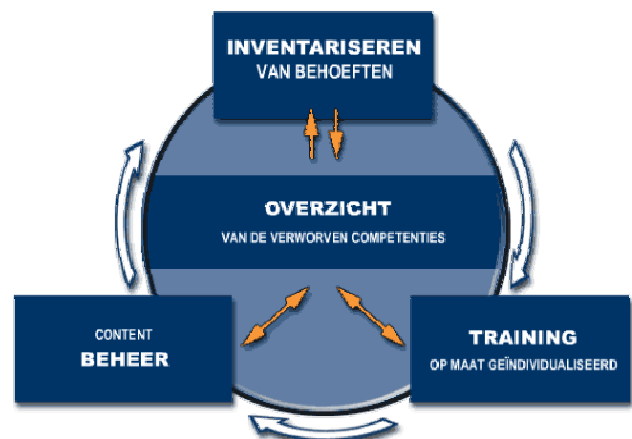 INVENTARISEREN
VAN BEHOEFTEN
OVERZICHT
VAN DE VERWORVEN COMPETENTIES
CONTENT
BEHEER
TRAINING
OP MAAT GEÏNDIVIDUALISEERD